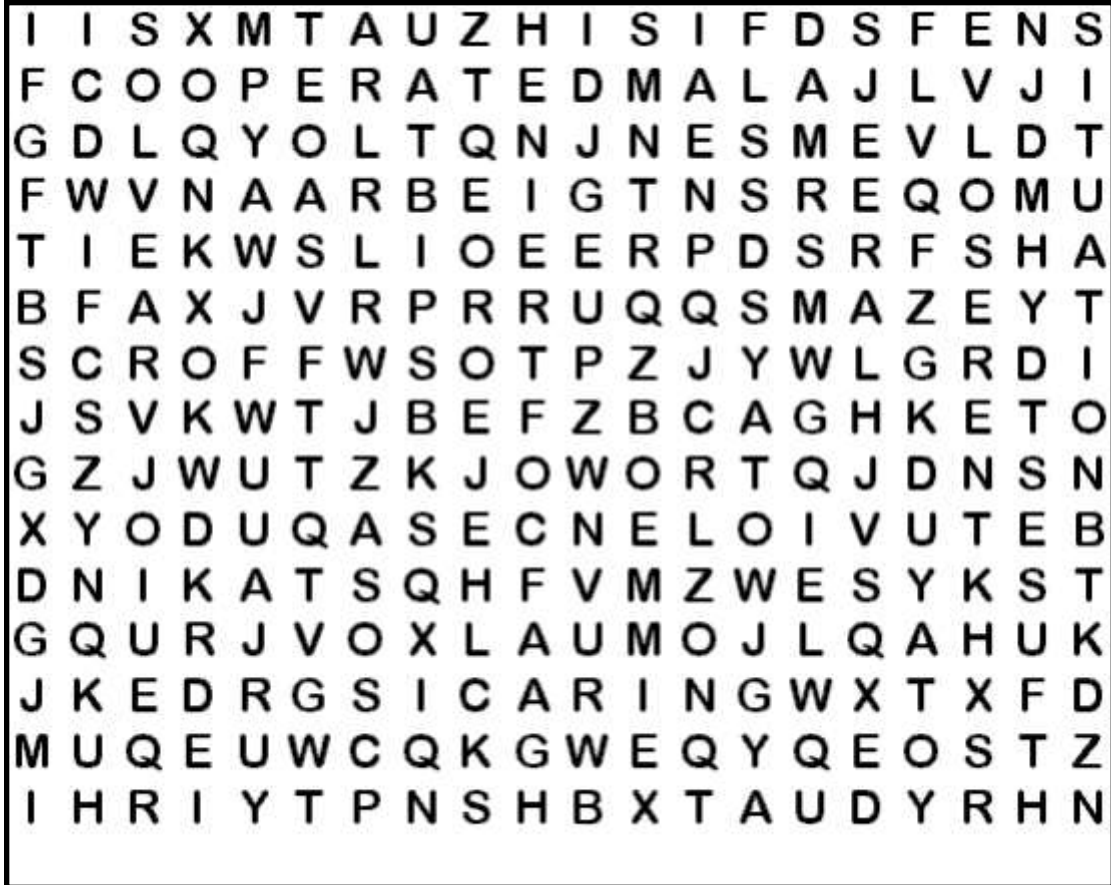 I I S X M T A U Z H I S I F D S F E N S
F C O O P E R A T E D M A L A J L V J I
G D L Q Y O L T Q N J N E S M E V L D T
F W V N A A R B E I G T N S R E Q O M U
T I E K W S L I O E E R P D S R F S H A
B F A X J V R P R R U Q Q S M A Z E Y T
S C R O F F W S O T P Z J Y W L G R D I
J S V K W T J B E F Z B C A G H K E T O
G Z J W U T Z K J O W O R T Q J D N S N
X Y O D U Q A S E C N E L O I V U T E B
D N I K A T S Q H F V M Z W E S Y K S T
G Q U R J V O X L A U M O J L Q A H U K
J K E D R G S I C A R I N G W X T X F D
M U Q E U W C Q K G W E Q Y Q E O S T Z
I H R I Y T P N S H B X T A U D Y R H N